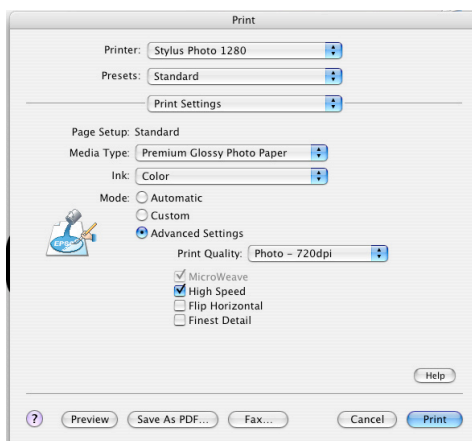 Print
Printer: Stylus Photo 1280
Presets: Standard
Print Settings
Page Setup: Standard
Media Type: Premium Glossy Photo Paper
Ink: Color
Mode: Automatic
Custom
Advanced Settings
Print Quality: Photo - 720dpi
MicroWeave
High Speed
Flip Horizontal
Finest Detail
EPSON
Help
? Preview Save As PDF... Fax... Cancel Print